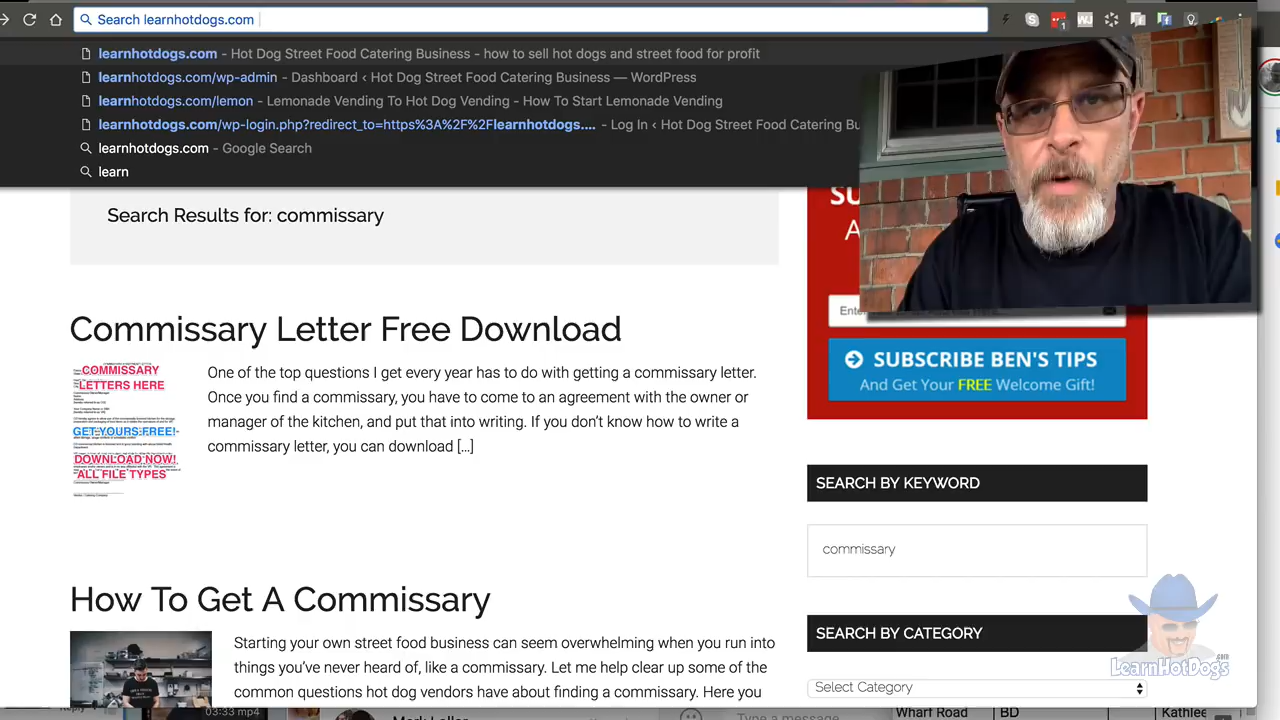 Search learnhotdogs.com
learnhotdogs.com - Hot Dog Street Food Catering Business - how to sell hot dogs and street food for profit
learnhotdogs.com/wp-admin - Dashboard ‹ Hot Dog Street Food Catering Business — WordPress
learnhotdogs.com/lemon - Lemonade Vending To Hot Dog Vending - How To Start Lemonade Vending
learnhotdogs.com/wp-login.php?redirect_to=https%3A%2F%2Flearnhotdogs.... - Log In ‹ Hot Dog Street Food Catering Bu
learnhotdogs.com - Google Search
learn
Search Results for: commissary
SU
A
Ente
SUBSCRIBE BEN'S TIPS
And Get Your FREE Welcome Gift!
Commissary Letter Free Download
COMMISSARY
LETTERS HERE
GET YOURS FREE!
DOWNLOAD NOW!
ALL FILE TYPES
One of the top questions I get every year has to do with getting a commissary letter.
Once you find a commissary, you have to come to an agreement with the owner or
manager of the kitchen, and put that into writing. If you don't know how to write a
commissary letter, you can download [...]
SEARCH BY KEYWORD
commissary
How To Get A Commissary
Starting your own street food business can seem overwhelming when you run into
things you've never heard of, like a commissary. Let me help clear up some of the
common questions hot dog vendors have about finding a commissary. Here you
SEARCH BY CATEGORY
Select Category
LearnHotDogs
.com
03:33 mp4
Type a message
Wharf Road
BD
Kathlee